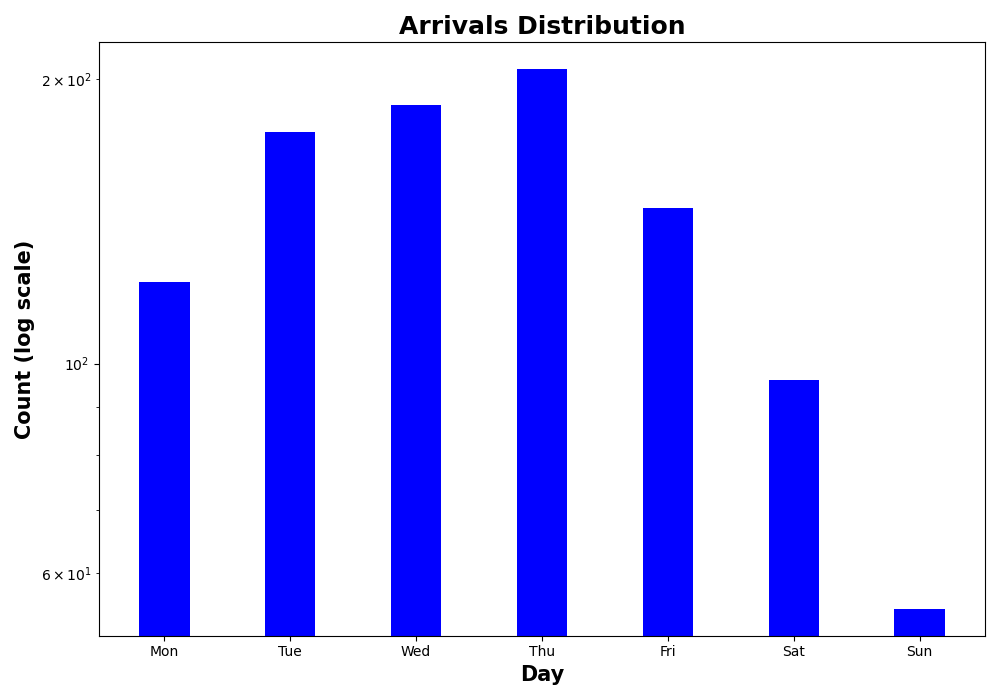 Arrivals Distribution
Count (log scale)
2 × 10²
10²
6 × 10¹
Mon Tue Wed Thu Fri Sat Sun
Day